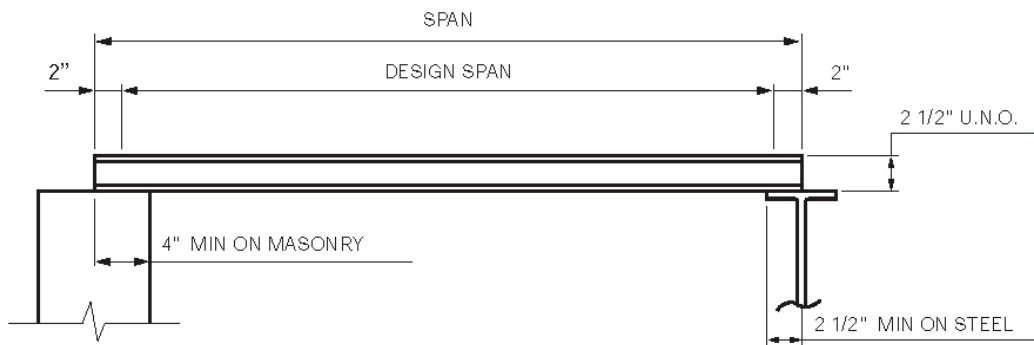 SPAN
2” DESIGN SPAN 2"
2 1/2" U.N.O.
4" MIN ON MASONRY
2 1/2" MIN ON STEEL